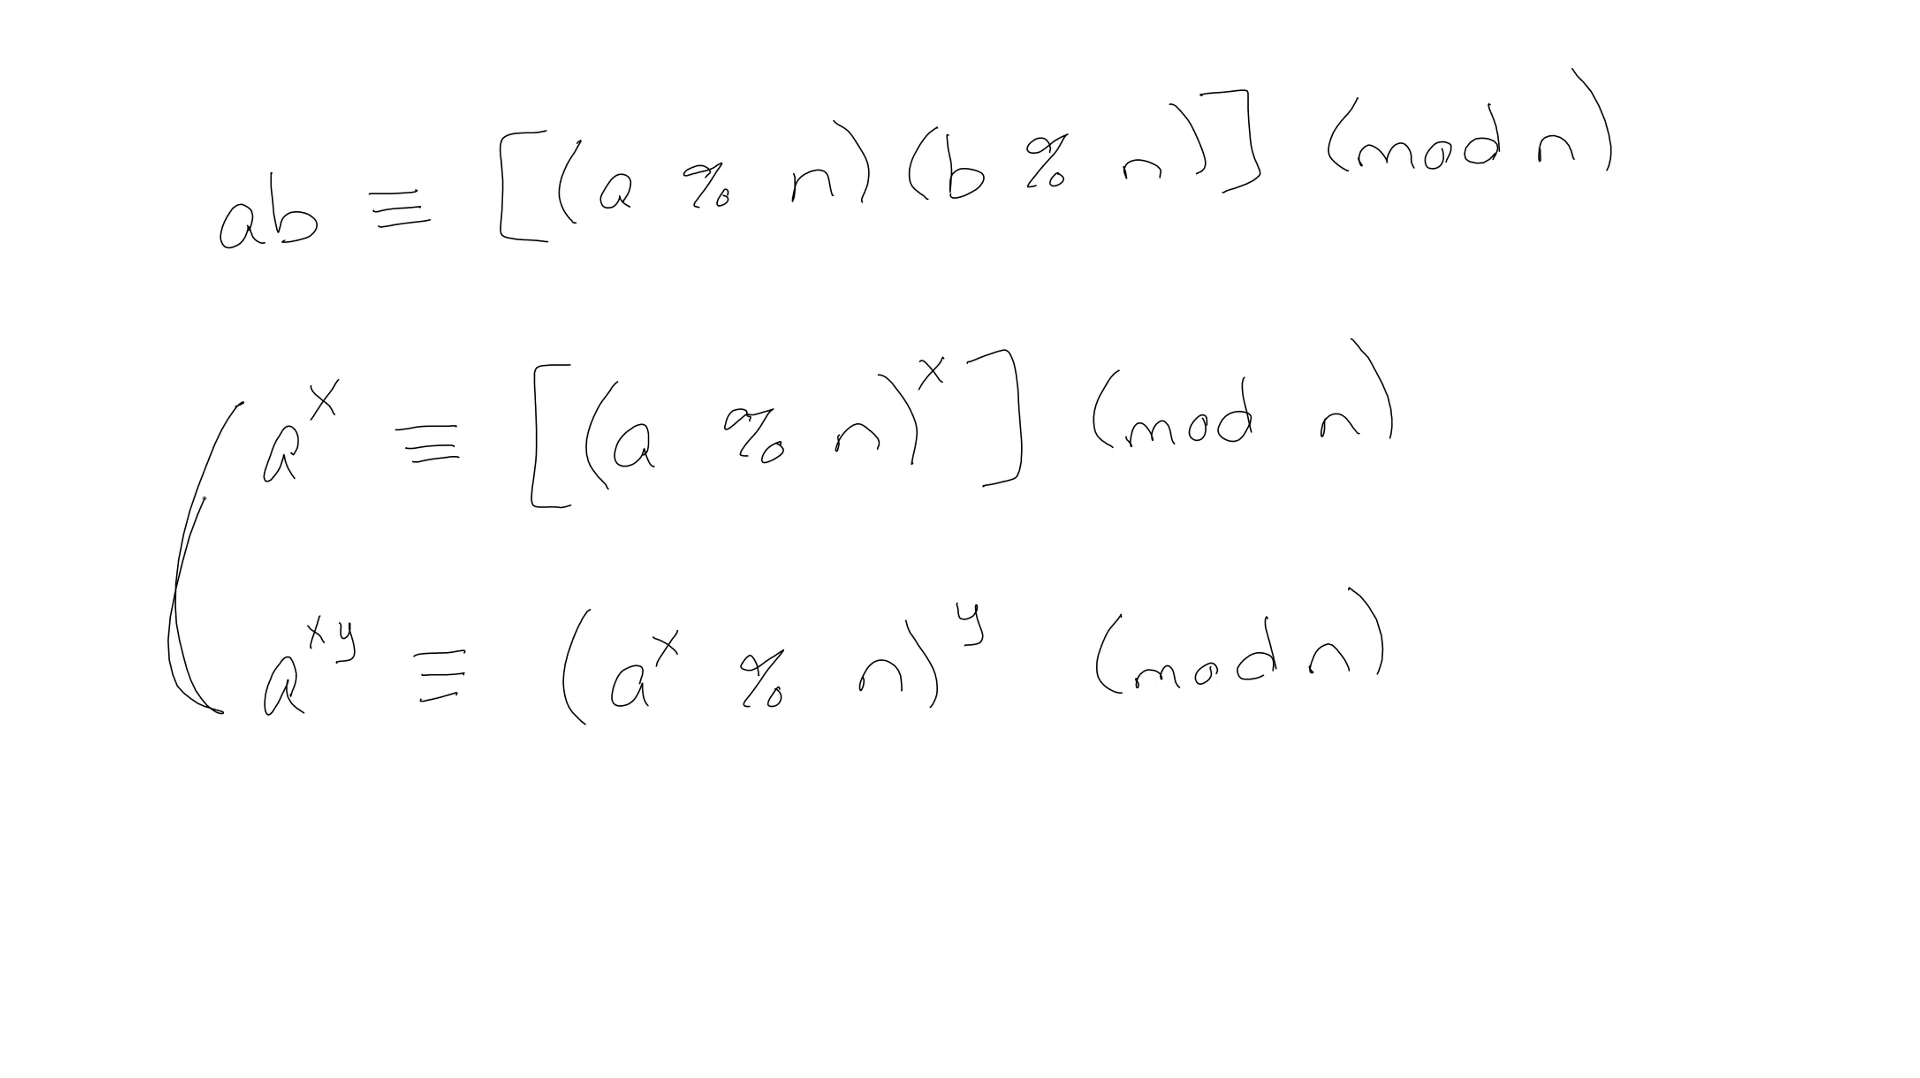 ab ≡ [(a % n)(b % n)] (mod n)
a^x ≡ [(a % n)^x] (mod n)
a^xy ≡ (a^x % n)^y (mod n)